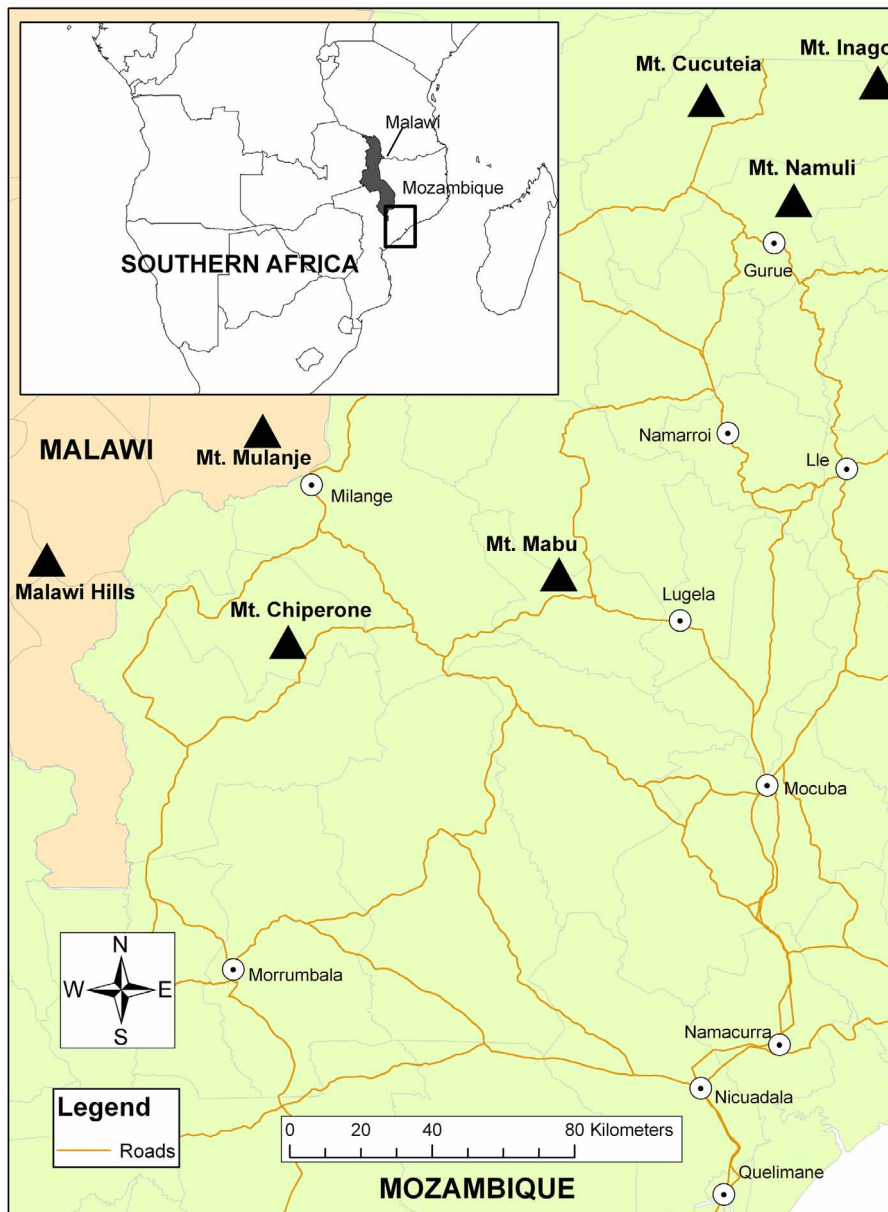 Mt. Inago
Mt. Cucuteia
Malawi
Mt. Namuli
Mozambique
Gurue
SOUTHERN AFRICA
Namarroi
MALAWI
Mt. Mulanje
Lle
Milange
Mt. Mabu
Malawi Hills
Lugela
Mt. Chiperone
Mocuba
N
W E
S
Morrumbala
Namacurra
Nicuadala
Legend
Roads
0 20 40 80 Kilometers
Quelimane
MOZAMBIQUE